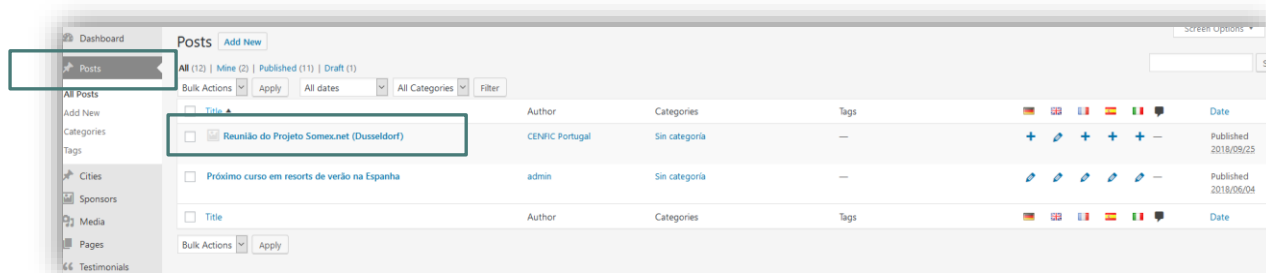 Dashboard
Posts
All Posts
Add New
Categories
Tags
Cities
Sponsors
Media
Pages
Testimonials
Screen Options
Posts Add New
All (12) | Mine (2) | Published (11) | Draft (1)
Bulk Actions Apply All dates All Categories Filter
Title Author Categories Tags Date
Reunião do Projeto Somex.net (Dusseldorf) CENFIC Portugal Sin categoría — — Published
2018/09/25
Próximo curso em resorts de verão na Espanha admin Sin categoría — — Published
2018/06/04
Title Author Categories Tags Date
Bulk Actions Apply